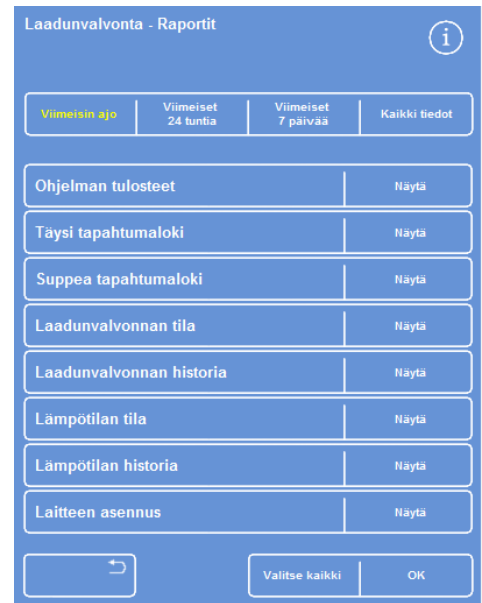 Laadunvalvonta - Raportit
i
Viimeisin ajo
Viimeiset
24 tuntia
Viimeiset
7 päivää
Kaikki tiedot
Ohjelman tulosteet
Näytä
Täysi tapahtumaloki
Näytä
Suppea tapahtumaloki
Näytä
Laadunvalvonnan tila
Näytä
Laadunvalvonnan historia
Näytä
Lämpötilan tila
Näytä
Lämpötilan historia
Näytä
Laitteen asennus
Näytä
Valitse kaikki
OK